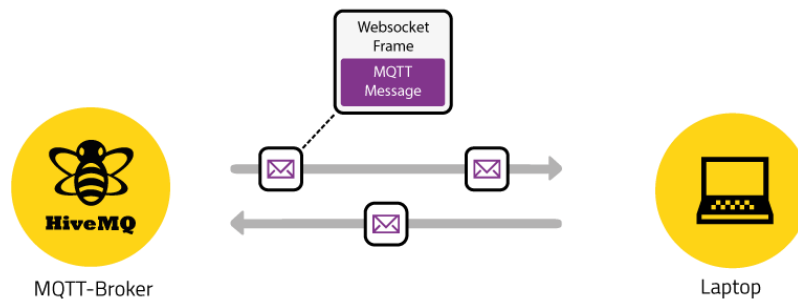 Websocket
Frame
MQTT
Message
HiveMQ
MQTT-Broker
Laptop